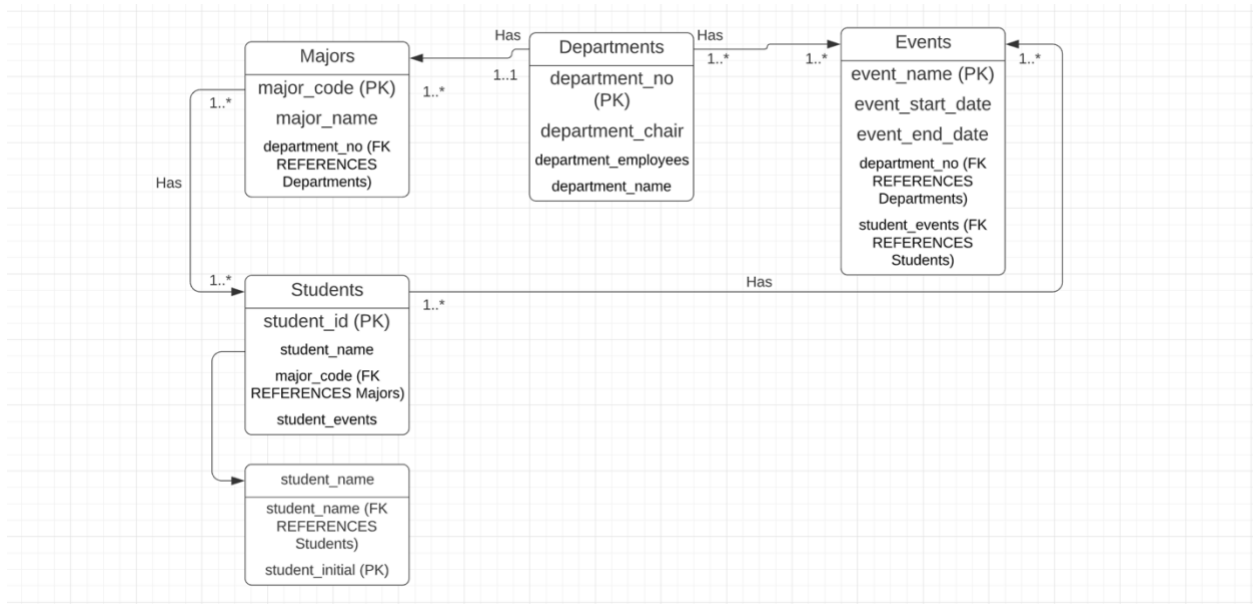 Majors
major_code (PK)
major_name
department_no (FK
REFERENCES
Departments)
Has
1..1
1..*
Departments
department_no
(PK)
department_chair
department_employees
department_name
Has
1..*
1..*
Events
event_name (PK)
event_start_date
event_end_date
department_no (FK
REFERENCES
Departments)
student_events (FK
REFERENCES
Students)
1..*
1..*
Has
1..*
Students
student_id (PK)
student_name
major_code (FK
REFERENCES Majors)
student_events
1..*
Has
student_name
student_name (FK
REFERENCES
Students)
student_initial (PK)